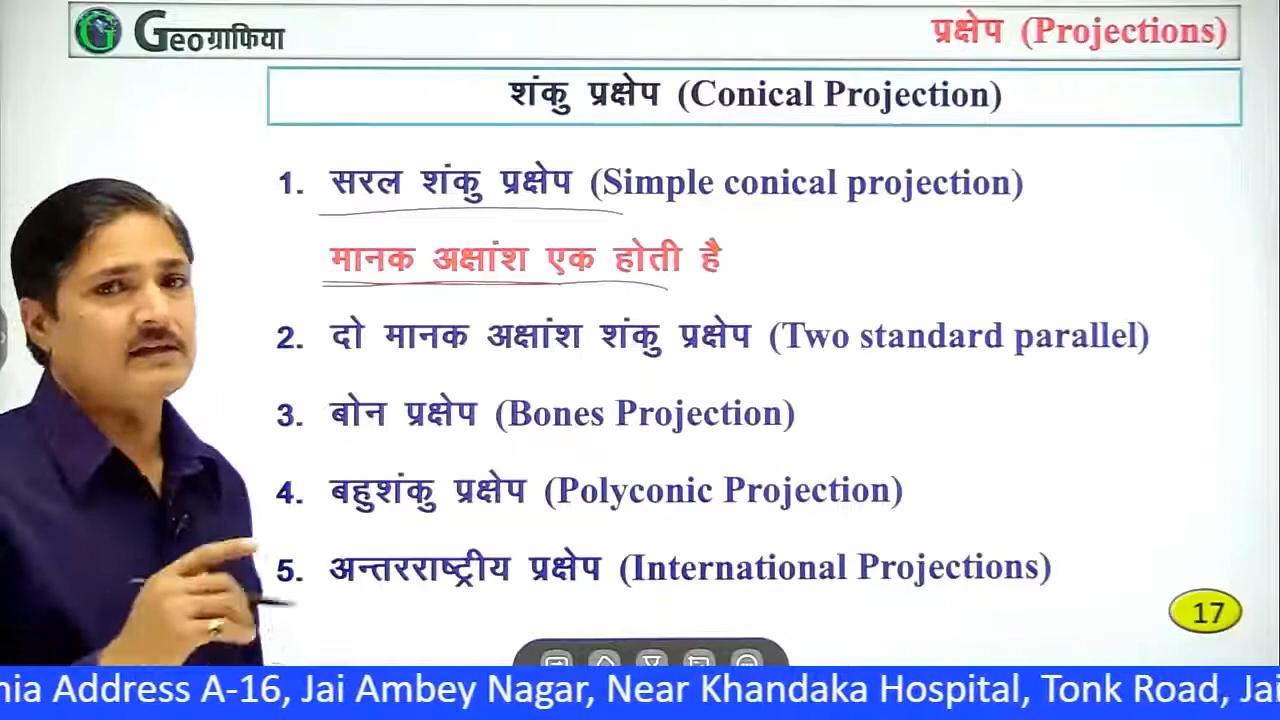 Geoग्राफिया
प्रक्षेप (Projections)
शंकु प्रक्षेप (Conical Projection)
1. सरल शंकु प्रक्षेप (Simple conical projection)
मानक अक्षांश एक होती है
2. दो मानक अक्षांश शंकु प्रक्षेप (Two standard parallel)
3. बोन प्रक्षेप (Bones Projection)
4. बहुशंकु प्रक्षेप (Polyconic Projection)
5. अन्तरराष्ट्रीय प्रक्षेप (International Projections)
17
nia Address A-16, Jai Ambey Nagar, Near Khandaka Hospital, Tonk Road, Jai